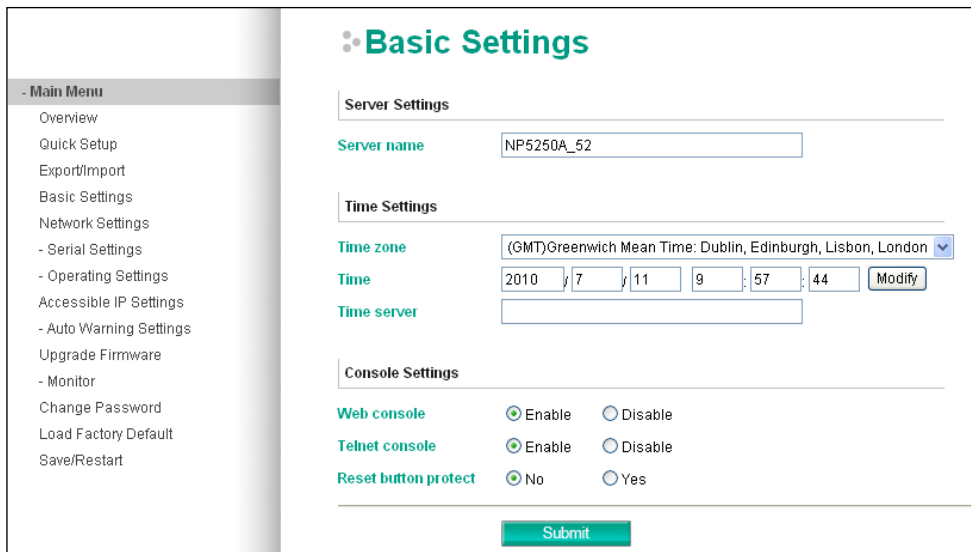 Basic Settings
- Main Menu
Overview
Quick Setup
Export/Import
Basic Settings
Network Settings
- Serial Settings
- Operating Settings
Accessible IP Settings
- Auto Warning Settings
Upgrade Firmware
- Monitor
Change Password
Load Factory Default
Save/Restart
Server Settings
Server name NP5250A_52
Time Settings
Time zone (GMT)Greenwich Mean Time: Dublin, Edinburgh, Lisbon, London
Time 2010 / 7 / 11 9 : 57 : 44 Modify
Time server
Console Settings
Web console Enable Disable
Telnet console Enable Disable
Reset button protect No Yes
Submit